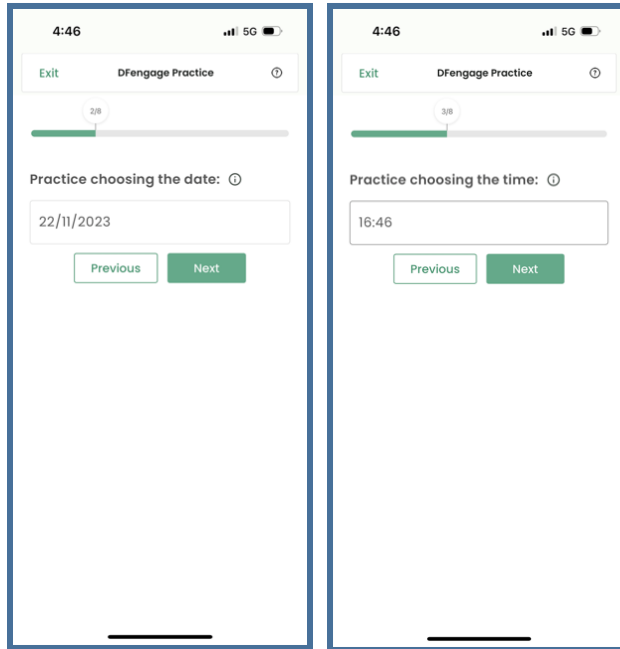 4:46 5G
Exit DFengage Practice
2/8
Practice choosing the date:
22/11/2023
Previous Next
4:46 5G
Exit DFengage Practice
3/8
Practice choosing the time:
16:46
Previous Next